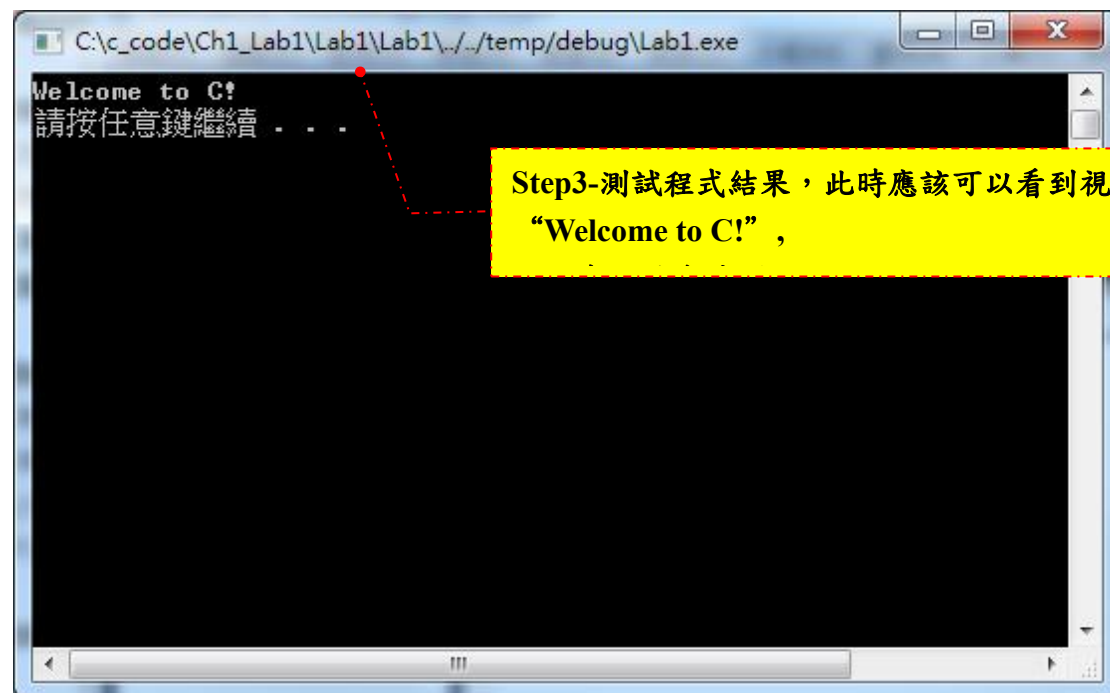 C:\c_code\Ch1_Lab1\Lab1\Lab1\../../temp/debug\Lab1.exe
Welcome to C!
請按任意鍵繼續 . . .
Step3-測試程式結果，此時應該可以看到視
“Welcome to C!”,